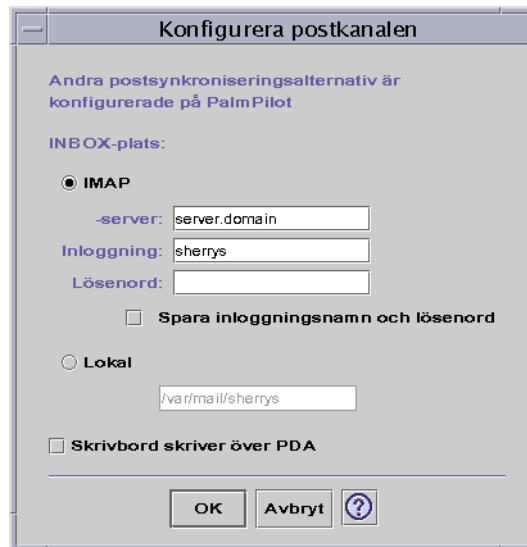 Konfigurera postkanalen
Andra postsynkroniseringsalternativ är
konfigurerade på PalmPilot
INBOX-plats:
IMAP
-server: server.domain
Inloggning: sherrys
Lösenord:
Spara inloggningsnamn och lösenord
Lokal
/var/mail/sherrys
Skrivbord skriver över PDA
OK Avbryt ?